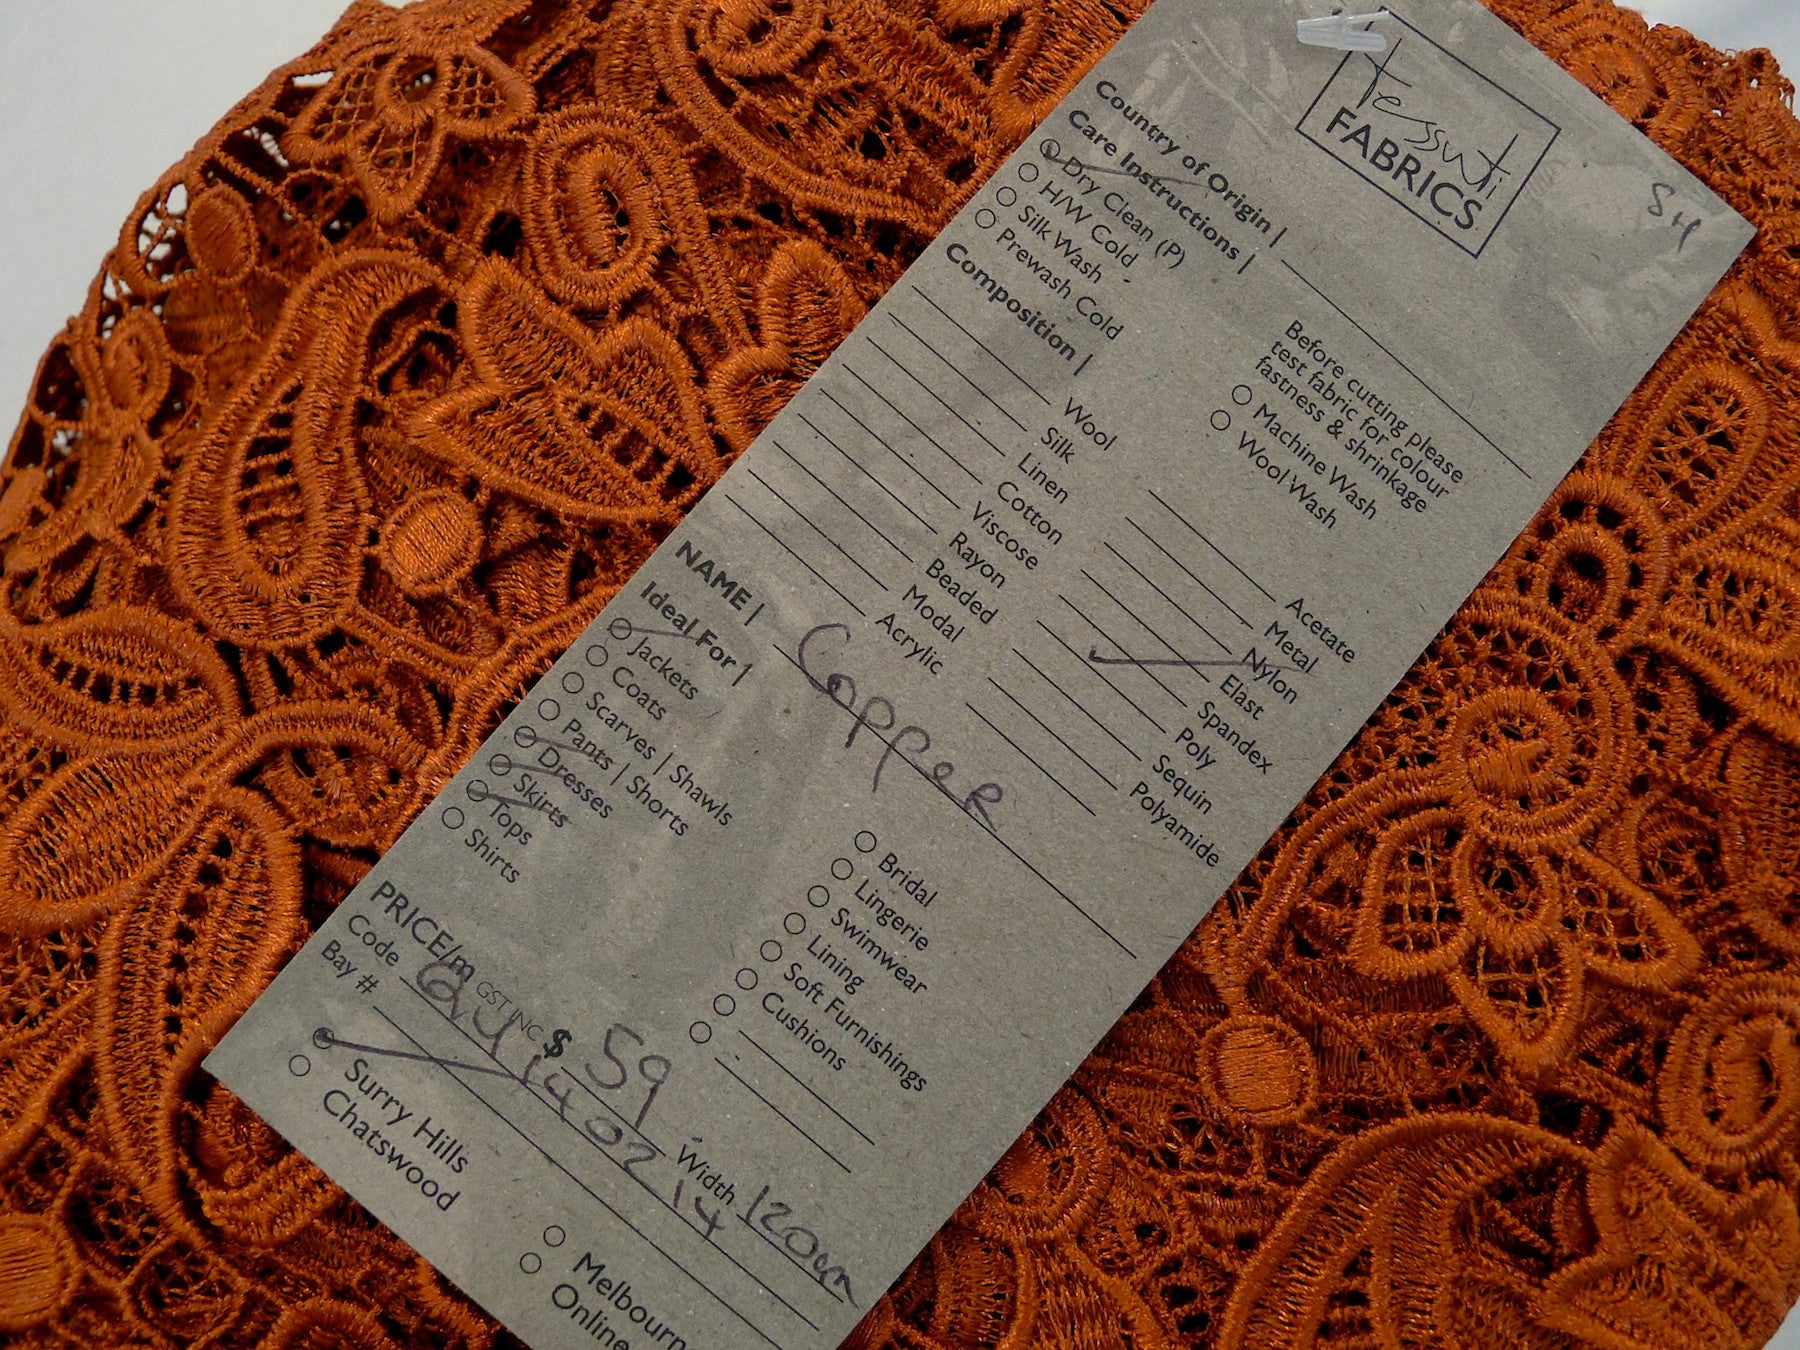 Tessuti
FABRICS
SH
Country of Origin |
Care Instructions |
Dry Clean (P)
H/W Cold
Silk Wash
Prewash Cold
Before cutting please
test fabric for colour
fastness & shrinkage
Machine Wash
Wool Wash
Composition |
Wool
Silk
Linen
Cotton
Viscose
Rayon
Beaded
Modal
Acrylic
Acetate
Metal
Nylon
Elast
Spandex
Poly
Sequin
Polyamide
NAME | Copper
Ideal For |
Jackets
Coats
Scarves | Shawls
Pants | Shorts
Dresses
Skirts
Tops
Shirts
Bridal
Lingerie
Swimwear
Lining
Soft Furnishings
Cushions
PRICE/m GST INC $ 59 Width 120cm
Code 140214
Bay #
Surry Hills
Chatswood
Melbourn
Online